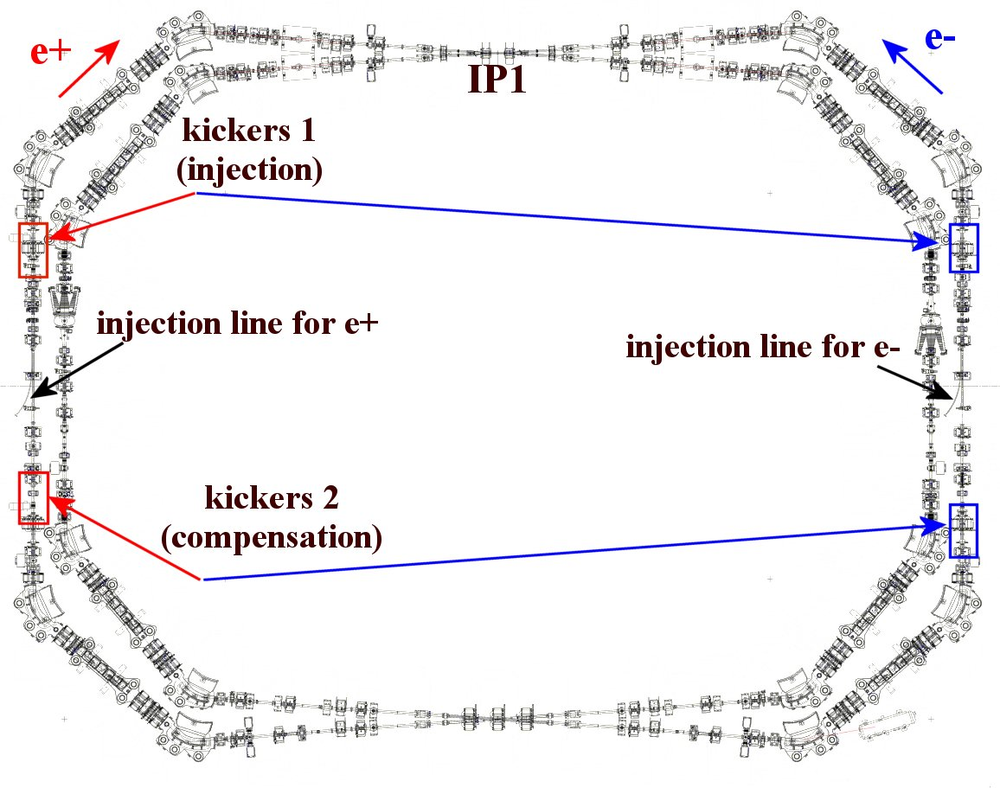 e+
e-
IP1
kickers 1
(injection)
injection line for e+
injection line for e-
kickers 2
(compensation)